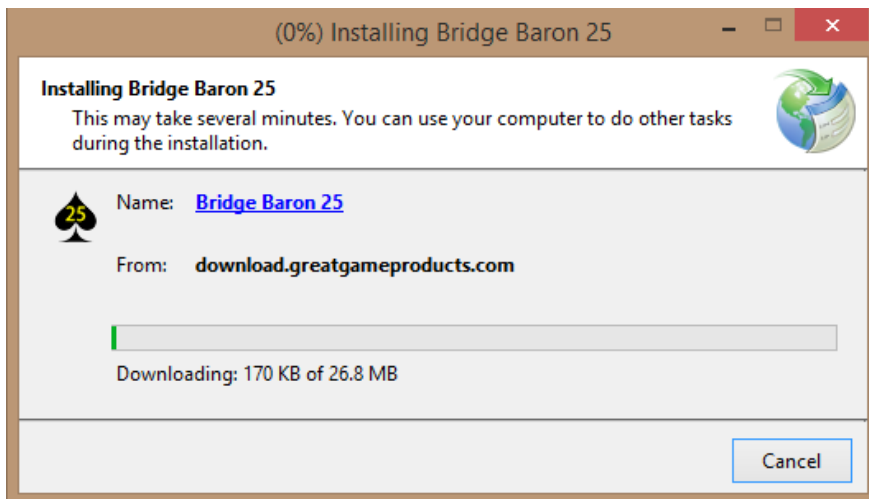 (0%) Installing Bridge Baron 25
Installing Bridge Baron 25
This may take several minutes. You can use your computer to do other tasks
during the installation.
25
Name: Bridge Baron 25
From: download.greatgameproducts.com
Downloading: 170 KB of 26.8 MB
Cancel